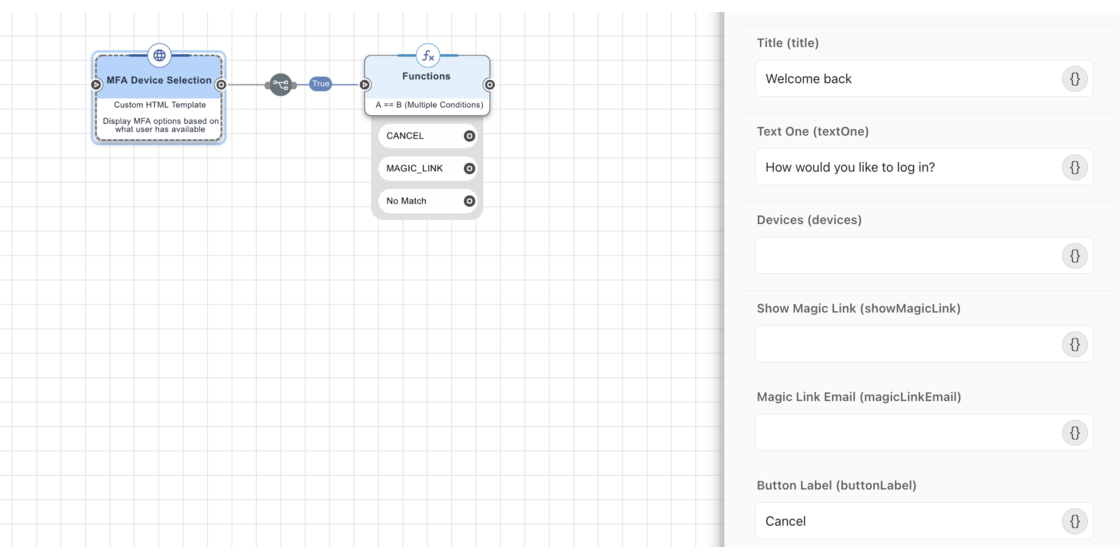 MFA Device Selection
Custom HTML Template
Display MFA options based on
what user has available
True
fx
Functions
A == B (Multiple Conditions)
CANCEL
MAGIC_LINK
No Match
Title (title)
Welcome back
{}
Text One (textOne)
How would you like to log in?
{}
Devices (devices)
{}
Show Magic Link (showMagicLink)
{}
Magic Link Email (magicLinkEmail)
{}
Button Label (buttonLabel)
Cancel
{}